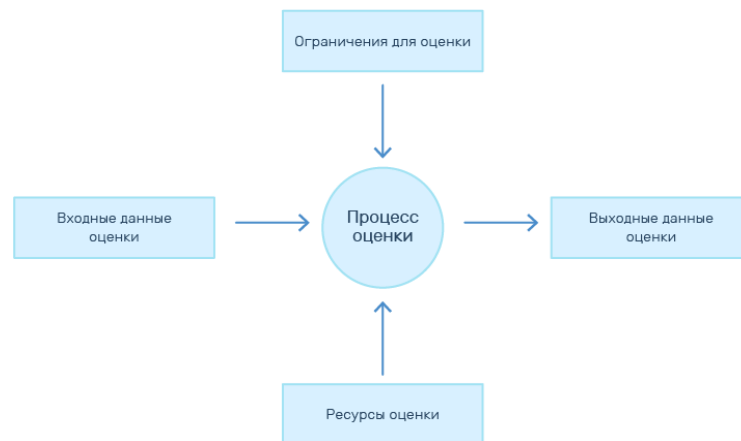 Ограничения для оценки
Входные данные
оценки
Процесс
оценки
Выходные данные
оценки
Ресурсы оценки